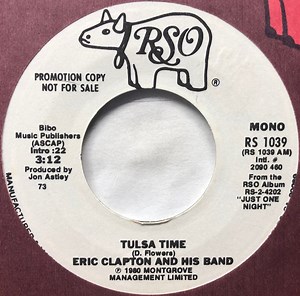 RSO
®
PROMOTION COPY
NOT FOR SALE
Bibo
Music Publishers
(ASCAP)
Intro :22
3:12
Produced by
Jon Astley
73
MONO
RS 1039
(RS 1039 AM)
Intl. #
2090 460
From the
RSO Album
RS-2-4202
"JUST ONE
NIGHT"
TULSA TIME
(D. Flowers)
ERIC CLAPTON AND HIS BAND
℗ 1980 MONTGROVE
MANAGEMENT LIMITED